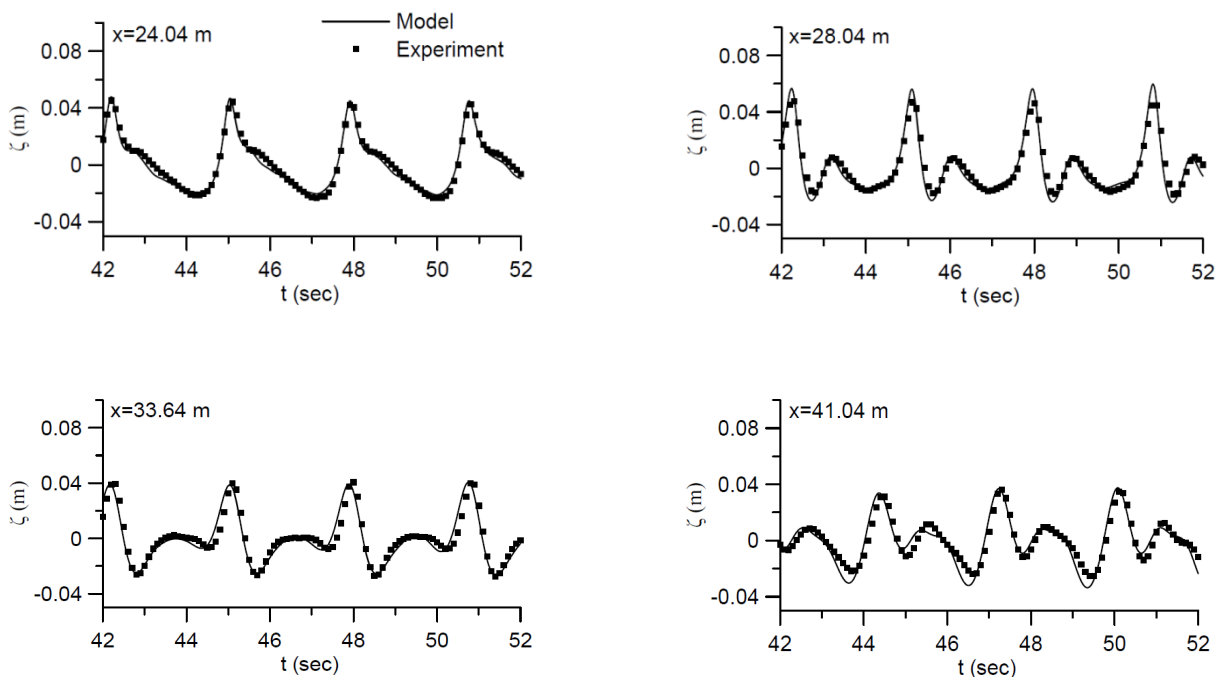 x=24.04 m
Model
Experiment
0.08
0.04
0
-0.04
ζ (m)
42 44 46 48 50 52
t (sec)
x=28.04 m
0.08
0.04
0
-0.04
ζ (m)
42 44 46 48 50 52
t (sec)
x=33.64 m
0.08
0.04
0
-0.04
ζ (m)
42 44 46 48 50 52
t (sec)
x=41.04 m
0.08
0.04
0
-0.04
ζ (m)
42 44 46 48 50 52
t (sec)